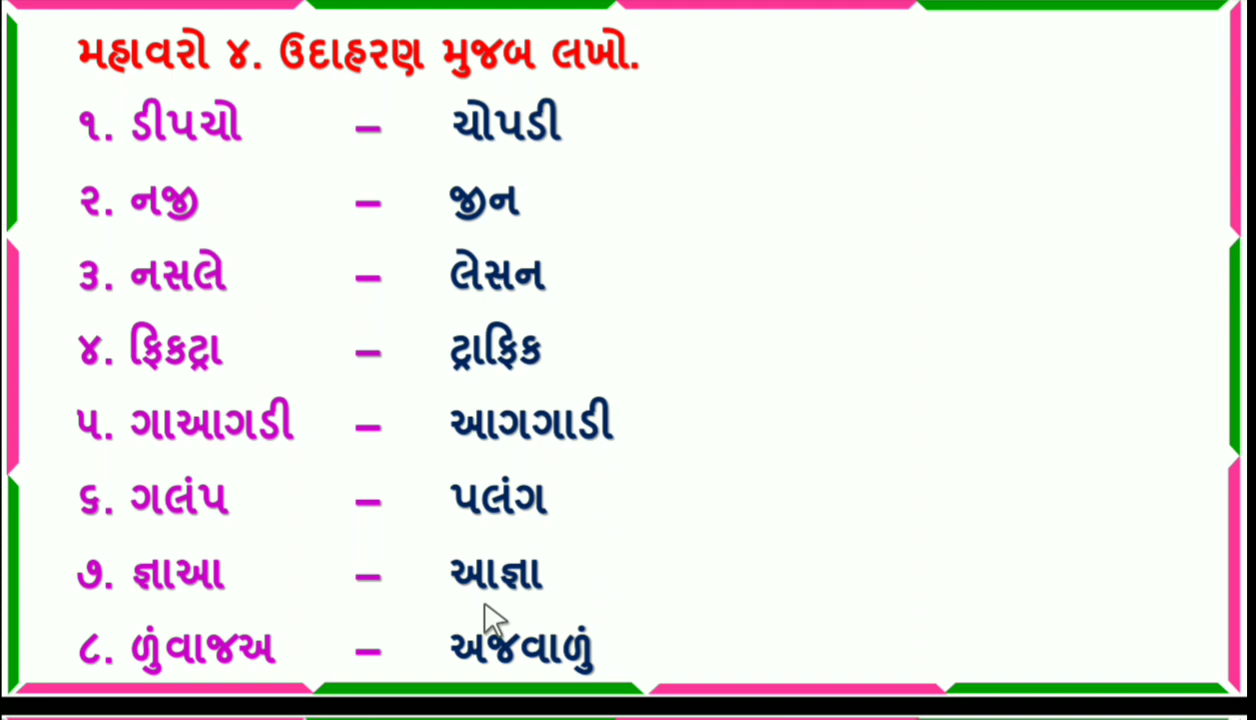 મહાવરો ૪. ઉદાહરણ મુજબ લખો.
૧. ડીપચો – ચોપડી
૨. નજી – જીન
૩. નસલે – લેસન
૪. ફિકટ્રા – ટ્રાફિક
૫. ગાઆગડી – આગગાડી
૬. ગલંપ – પલંગ
૭. જ્ઞાઆ – આજ્ઞા
૮. ળુંવાજઅ – અજવાળું